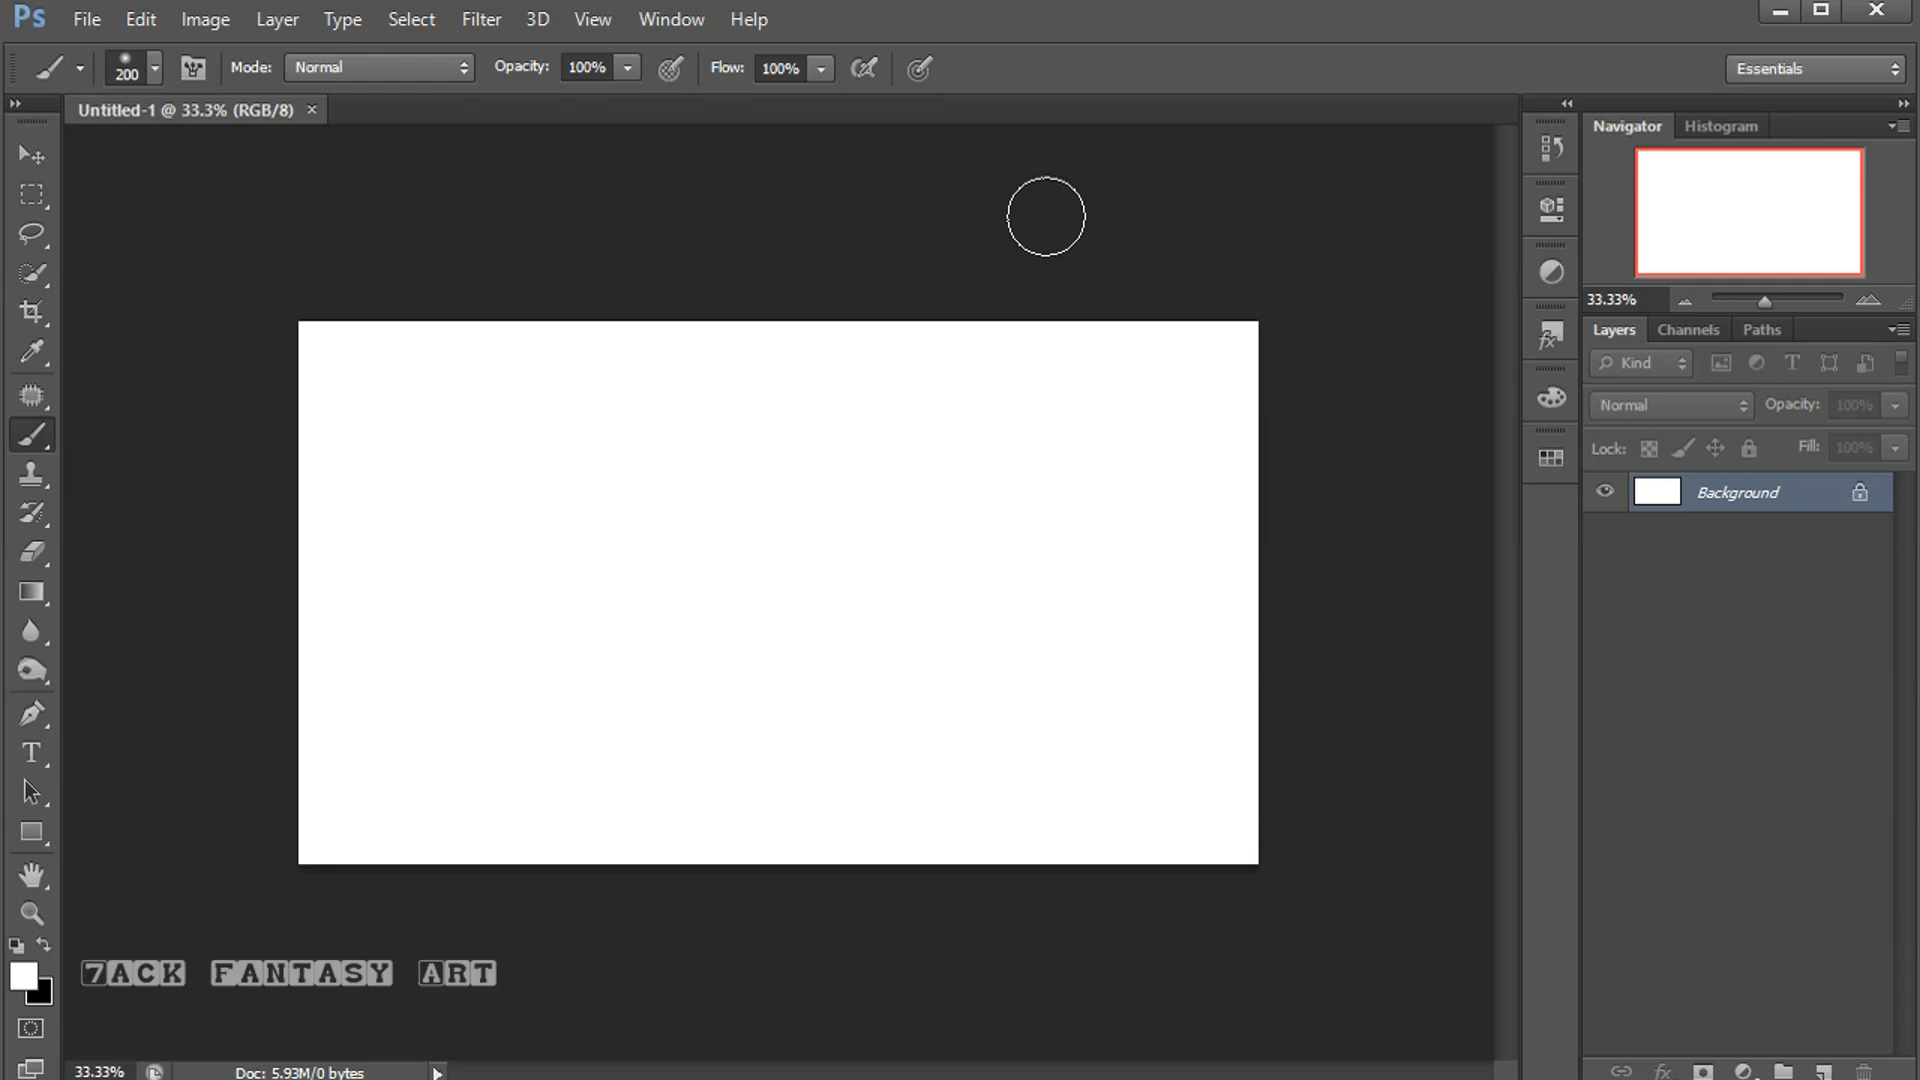 Ps File Edit Image Layer Type Select Filter 3D View Window Help
200 Mode: Normal Opacity: 100% Flow: 100% Essentials
Untitled-1 @ 33.3% (RGB/8) ×
Navigator Histogram
33.33%
Layers Channels Paths
Kind
Normal Opacity: 100%
Lock: Fill: 100%
Background
7ACK FANTASY ART
33.33% Doc: 5.93M/0 bytes